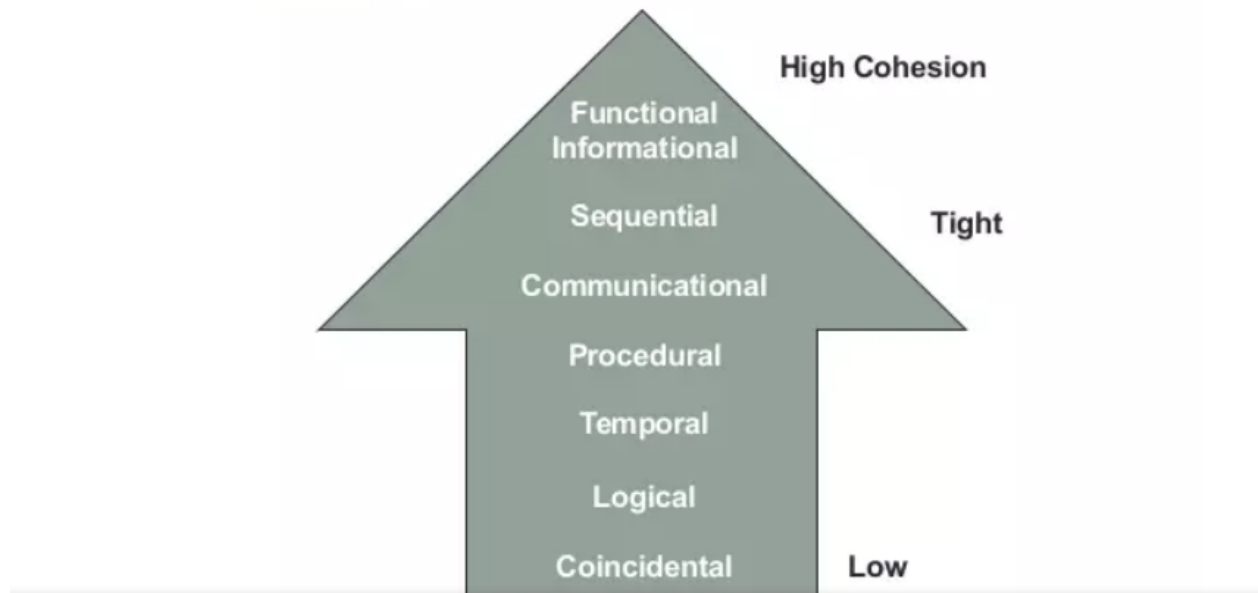 High Cohesion
Functional
Informational
Sequential
Tight
Communicational
Procedural
Temporal
Logical
Coincidental
Low